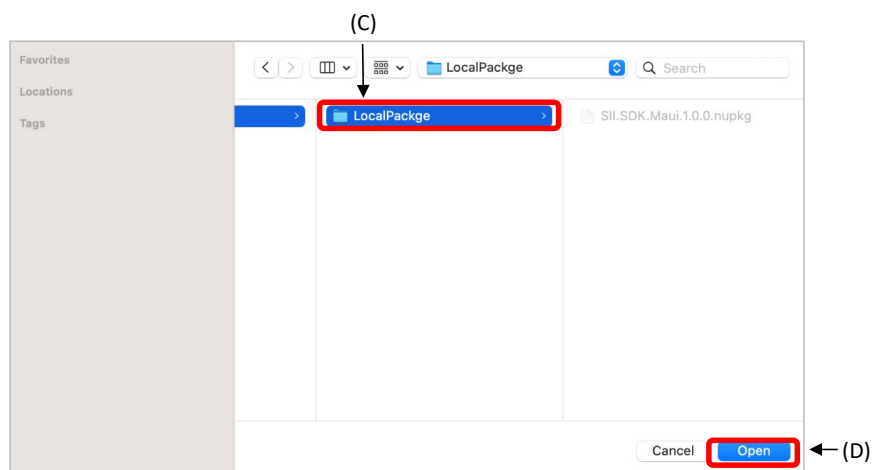 (C)
Favorites
LocalPackge
Search
Locations
Tags
LocalPackge
SII.SDK.Maui.1.0.0.nupkg
Cancel
Open
(D)